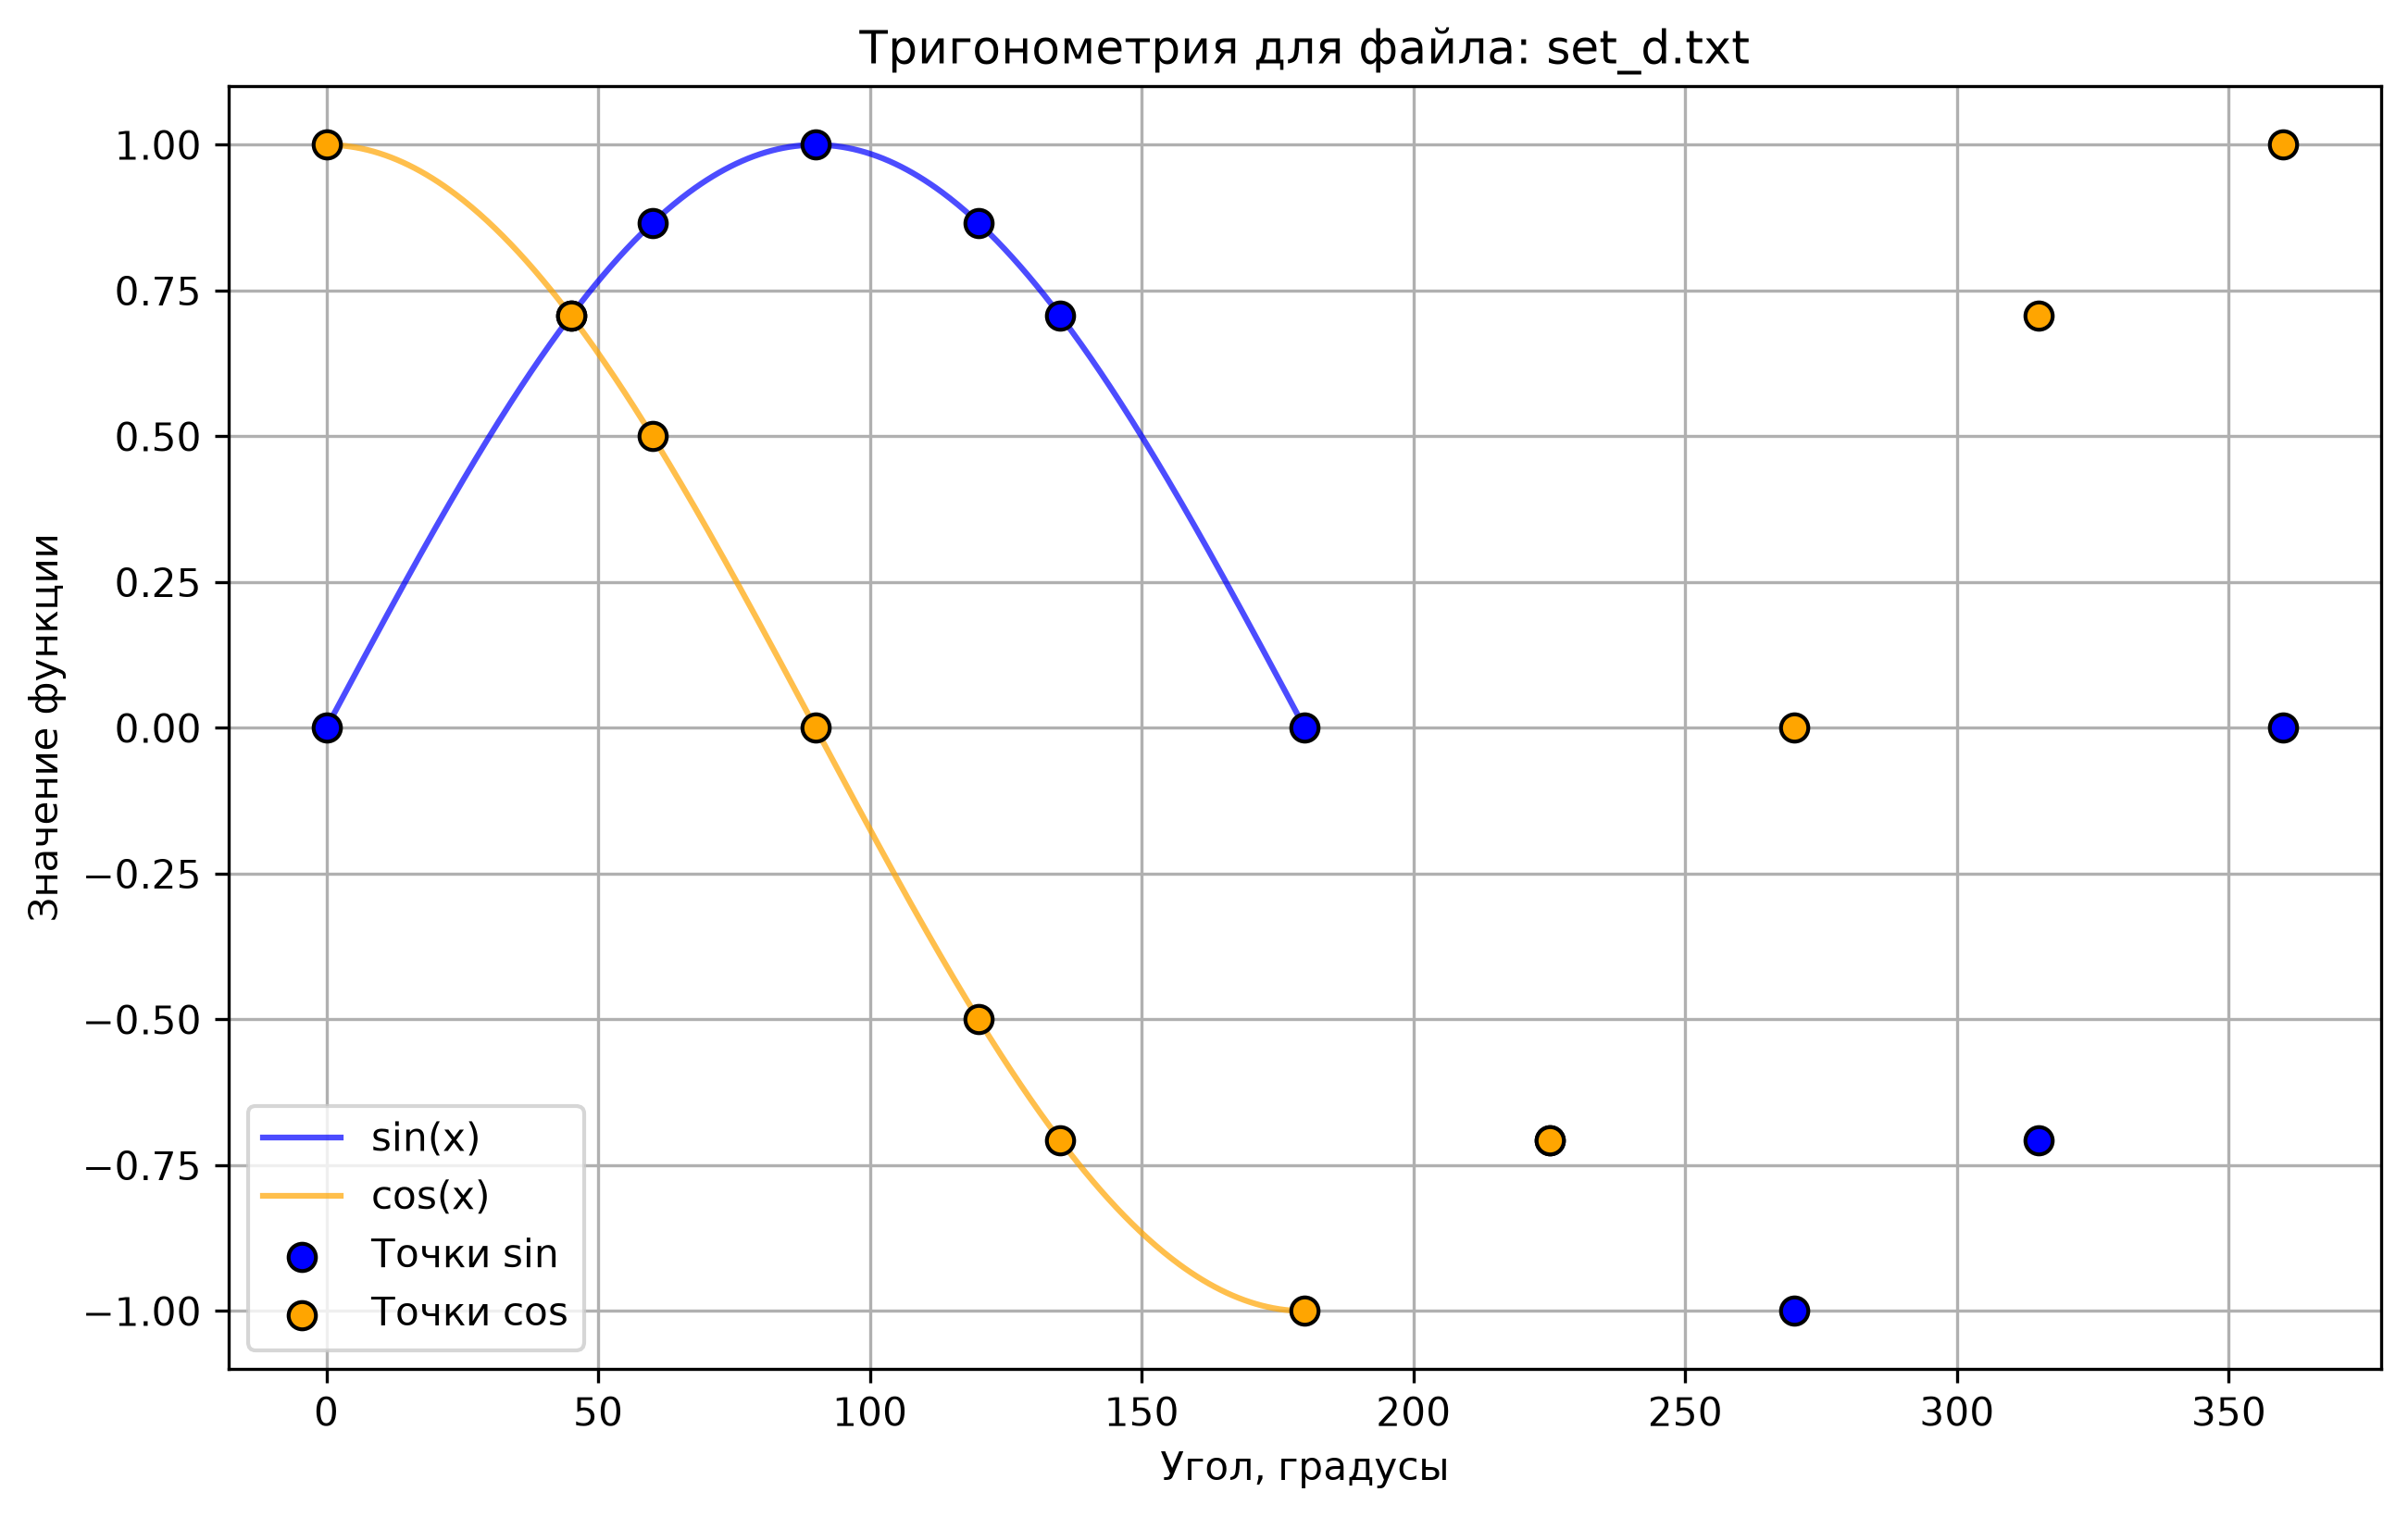 Тригонометрия для файла: set_d.txt
1.00
0.75
0.50
0.25
0.00
−0.25
−0.50
−0.75
−1.00
Значение функции
sin(x)
cos(x)
Точки sin
Точки cos
0 50 100 150 200 250 300 350
Угол, градусы